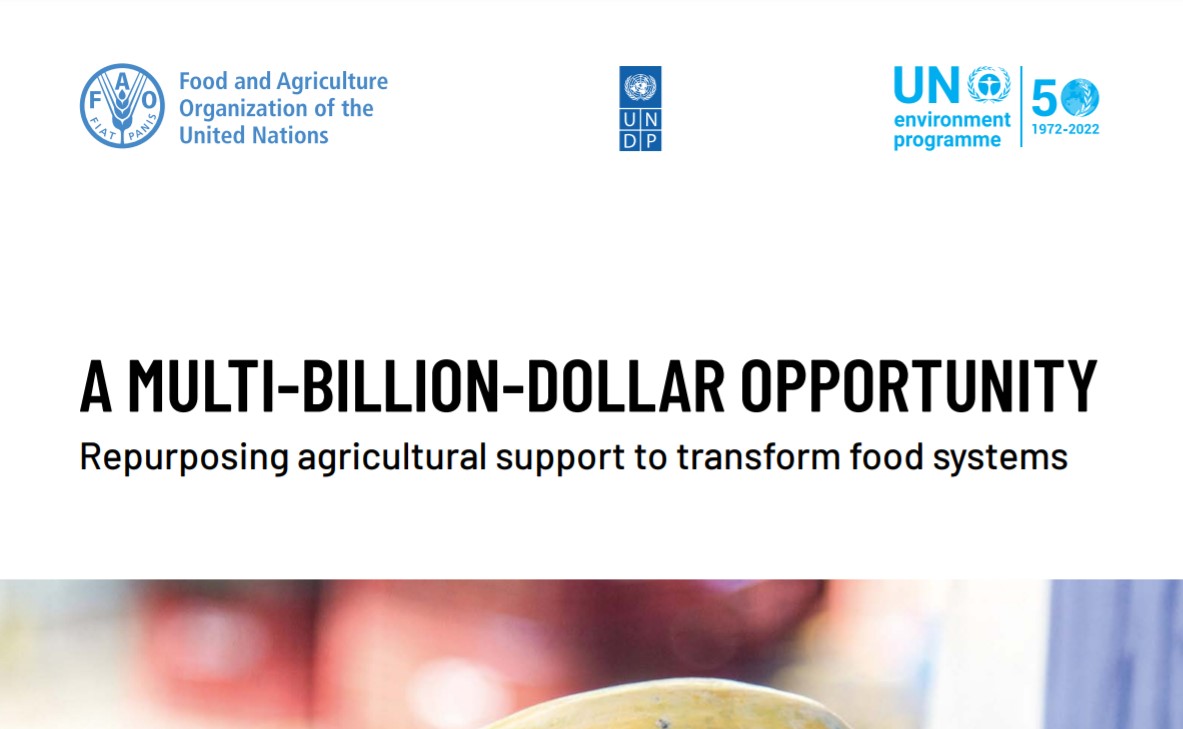 F A O
FIAT PANIS
Food and Agriculture
Organization of the
United Nations
U N
D P
UN
environment
programme
50
1972-2022
A MULTI-BILLION-DOLLAR OPPORTUNITY
Repurposing agricultural support to transform food systems